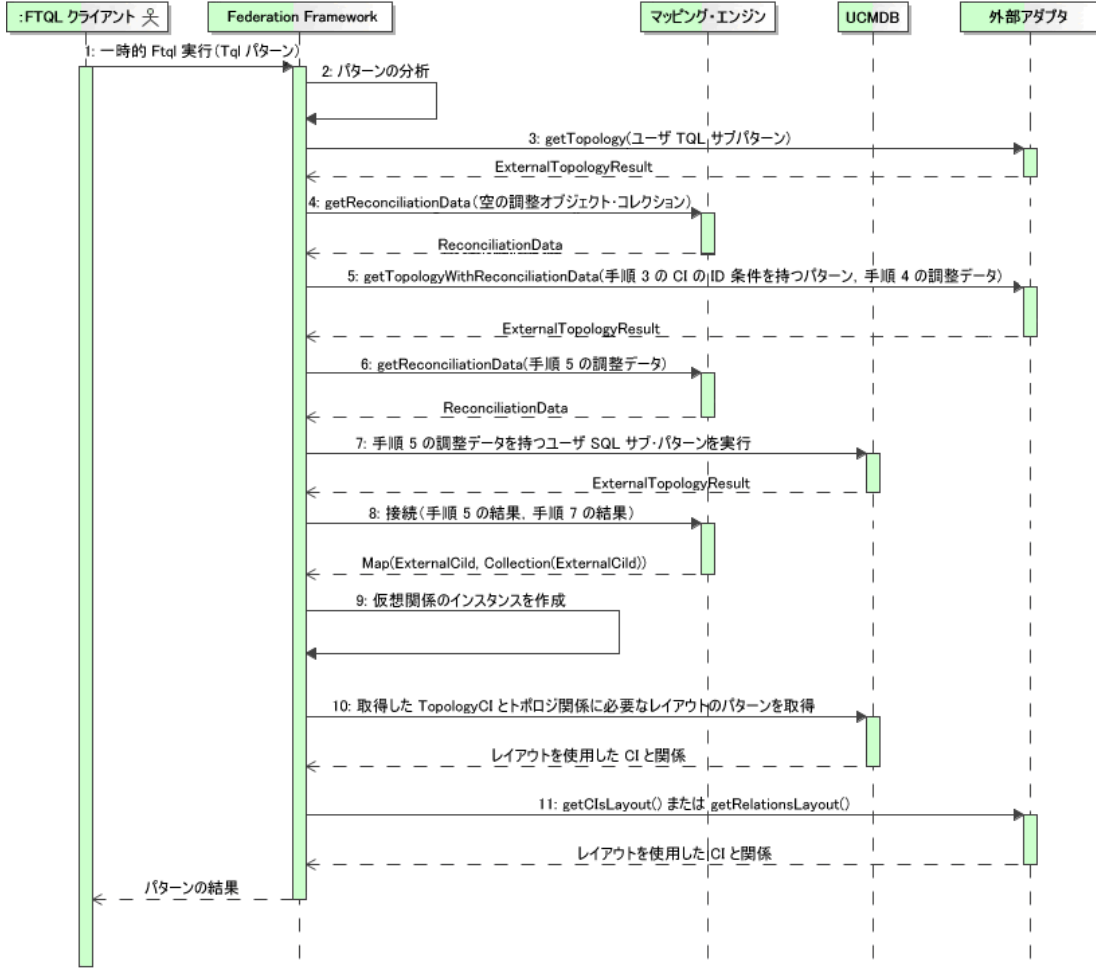 :FTQL クライアント
Federation Framework
マッピング・エンジン
UCMDB
外部アダプタ
1: 一時的 Ftql 実行(Tql パターン)
2: パターンの分析
3: getTopology(ユーザ TQL サブパターン)
ExternalTopologyResult
4: getReconciliationData(空の調整オブジェクト・コレクション)
ReconciliationData
5: getTopologyWithReconciliationData(手順 3 の CI の ID 条件を持つパターン, 手順 4 の調整データ)
ExternalTopologyResult
6: getReconciliationData(手順 5 の調整データ)
ReconciliationData
7: 手順 5 の調整データを持つユーザ SQL サブ・パターンを実行
ExternalTopologyResult
8: 接続(手順 5 の結果, 手順 7 の結果)
Map(ExternalCiId, Collection(ExternalCiId))
9: 仮想関係のインスタンスを作成
10: 取得した TopologyCI とトポロジ関係に必要なレイアウトのパターンを取得
レイアウトを使用した CI と関係
11: getCIsLayout() または getRelationsLayout()
レイアウトを使用した CI と関係
パターンの結果